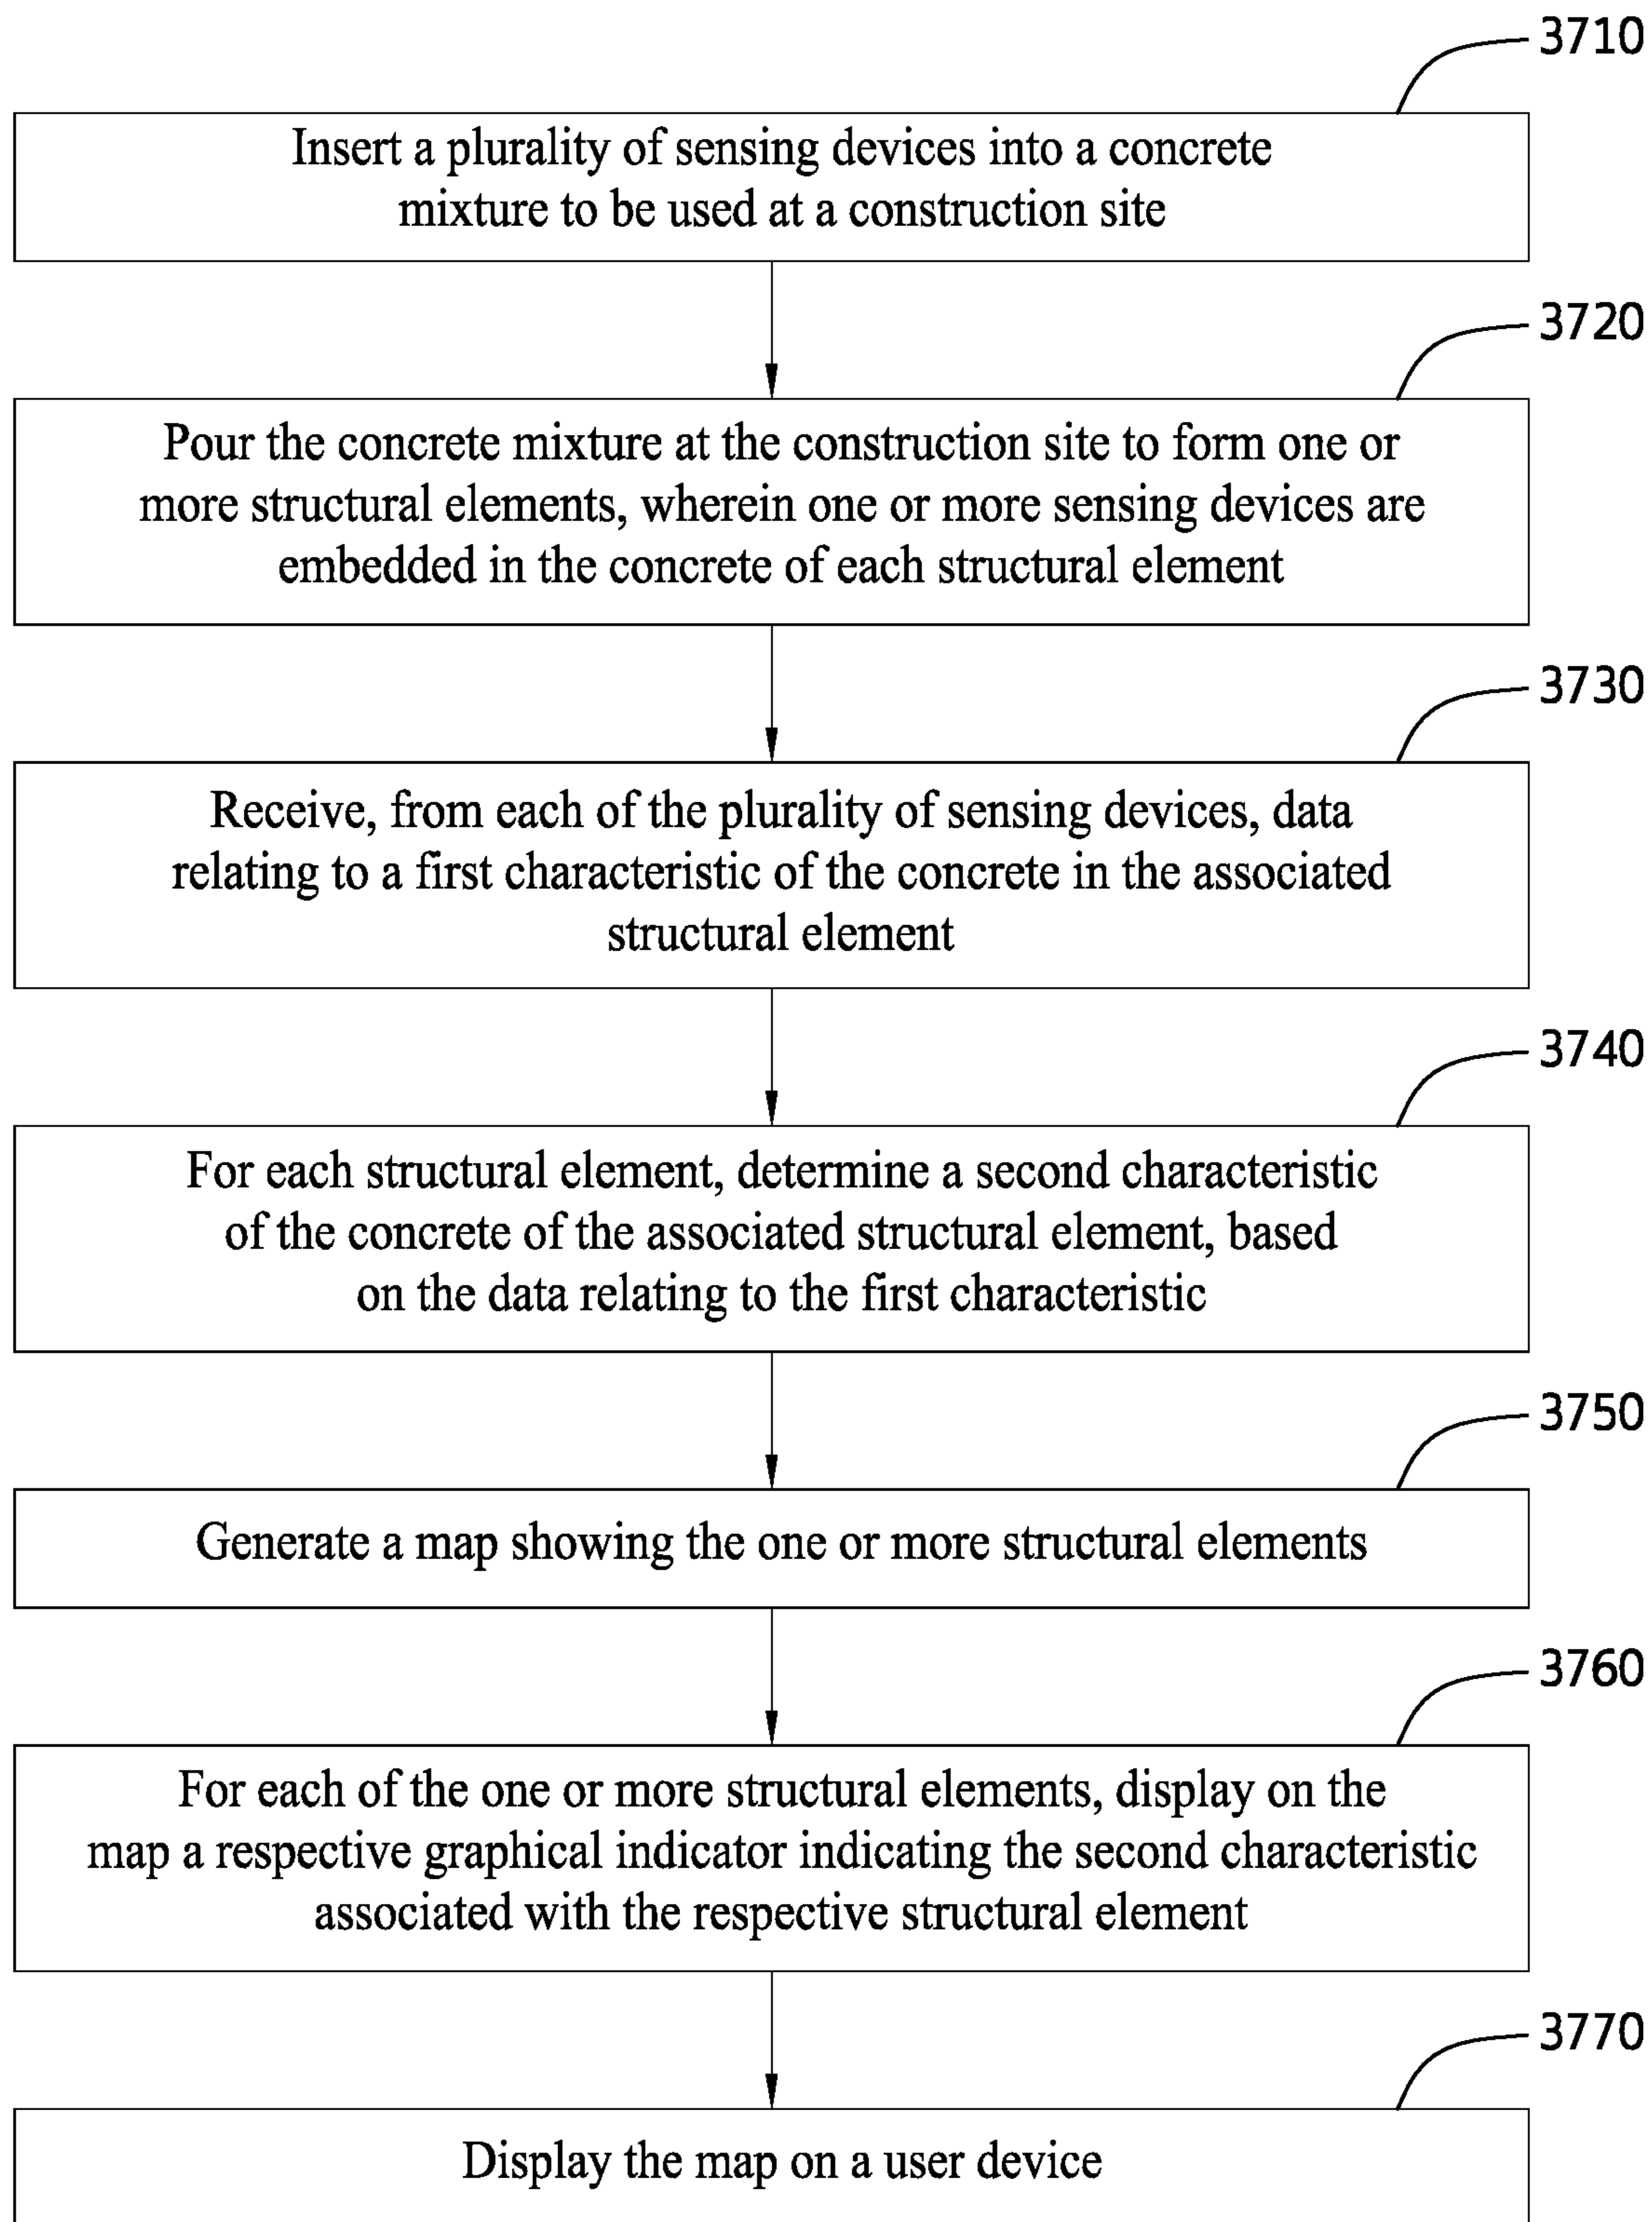 3710
Insert a plurality of sensing devices into a concrete
mixture to be used at a construction site
3720
Pour the concrete mixture at the construction site to form one or
more structural elements, wherein one or more sensing devices are
embedded in the concrete of each structural element
3730
Receive, from each of the plurality of sensing devices, data
relating to a first characteristic of the concrete in the associated
structural element
3740
For each structural element, determine a second characteristic
of the concrete of the associated structural element, based
on the data relating to the first characteristic
3750
Generate a map showing the one or more structural elements
3760
For each of the one or more structural elements, display on the
map a respective graphical indicator indicating the second characteristic
associated with the respective structural element
3770
Display the map on a user device